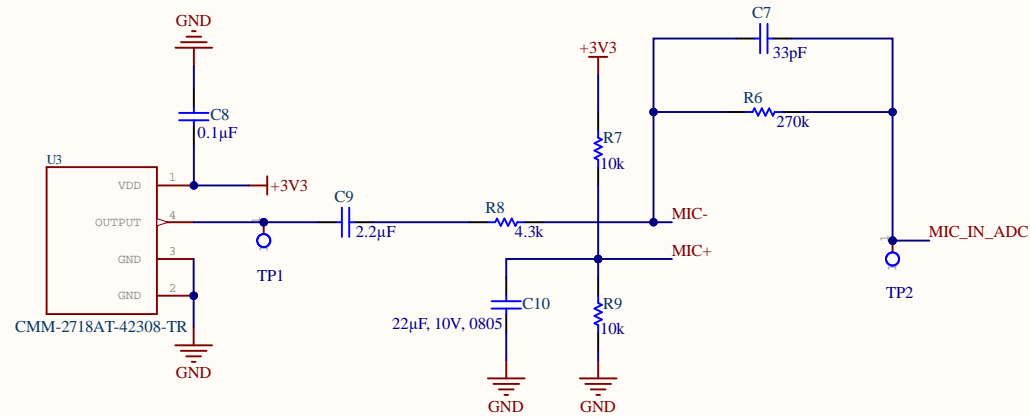 GND
C7
33pF
+3V3
R6
270k
C8
0.1µF
R7
10k
U3
VDD
1
+3V3
OUTPUT
4
C9
2.2µF
R8
4.3k
MIC-
MIC_IN_ADC
GND
3
MIC+
TP1
TP2
GND
2
C10
22µF, 10V, 0805
R9
10k
CMM-2718AT-42308-TR
GND
GND
GND